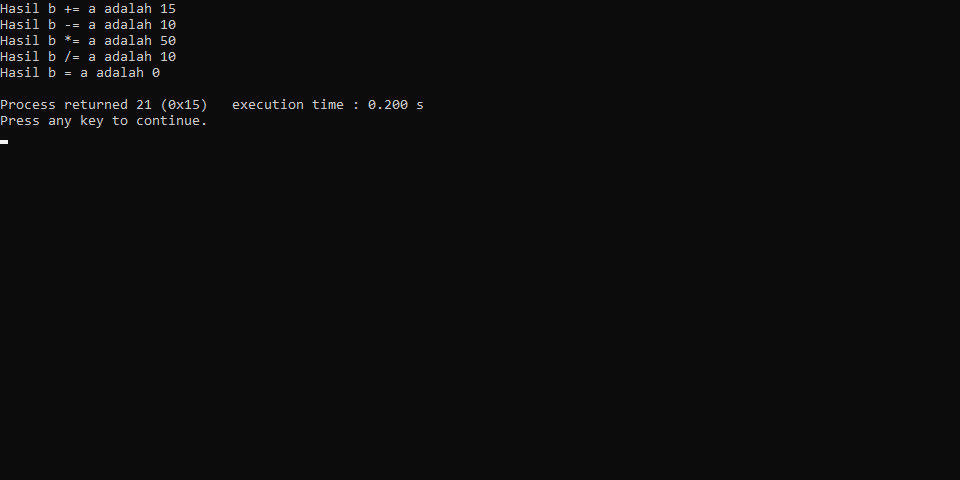 Hasil b += a adalah 15
Hasil b -= a adalah 10
Hasil b *= a adalah 50
Hasil b /= a adalah 10
Hasil b = a adalah 0
Process returned 21 (0x15)   execution time : 0.200 s
Press any key to continue.